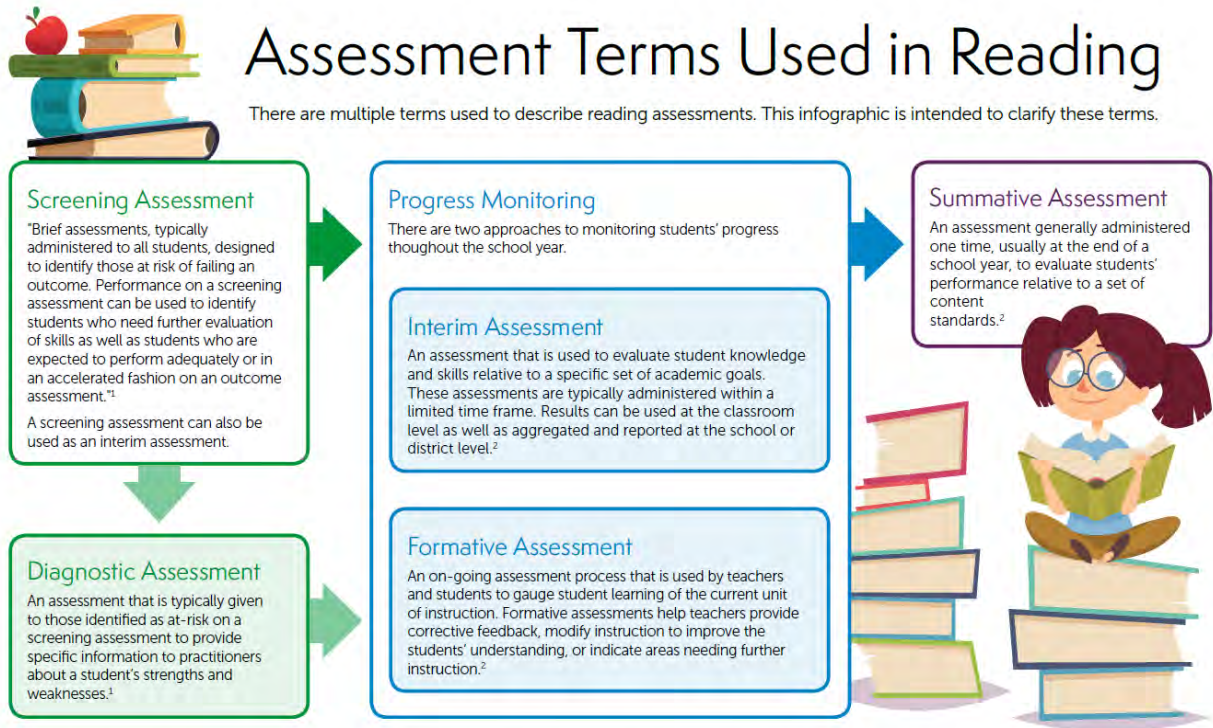 Assessment Terms Used in Reading
There are multiple terms used to describe reading assessments. This infographic is intended to clarify these terms.
Screening Assessment
"Brief assessments, typically
administered to all students, designed
to identify those at risk of failing an
outcome. Performance on a screening
assessment can be used to identify
students who need further evaluation
of skills as well as students who are
expected to perform adequately or in
an accelerated fashion on an outcome
assessment."¹
A screening assessment can also be
used as an interim assessment.
Diagnostic Assessment
An assessment that is typically given
to those identified as at-risk on a
screening assessment to provide
specific information to practitioners
about a student's strengths and
weaknesses.¹
Progress Monitoring
There are two approaches to monitoring students' progress
thoughout the school year.
Interim Assessment
An assessment that is used to evaluate student knowledge
and skills relative to a specific set of academic goals.
These assessments are typically administered within a
limited time frame. Results can be used at the classroom
level as well as aggregated and reported at the school or
district level.²
Formative Assessment
An on-going assessment process that is used by teachers
and students to gauge student learning of the current unit
of instruction. Formative assessments help teachers provide
corrective feedback, modify instruction to improve the
students' understanding, or indicate areas needing further
instruction.²
Summative Assessment
An assessment generally administered
one time, usually at the end of a
school year, to evaluate students'
performance relative to a set of
content
standards.²